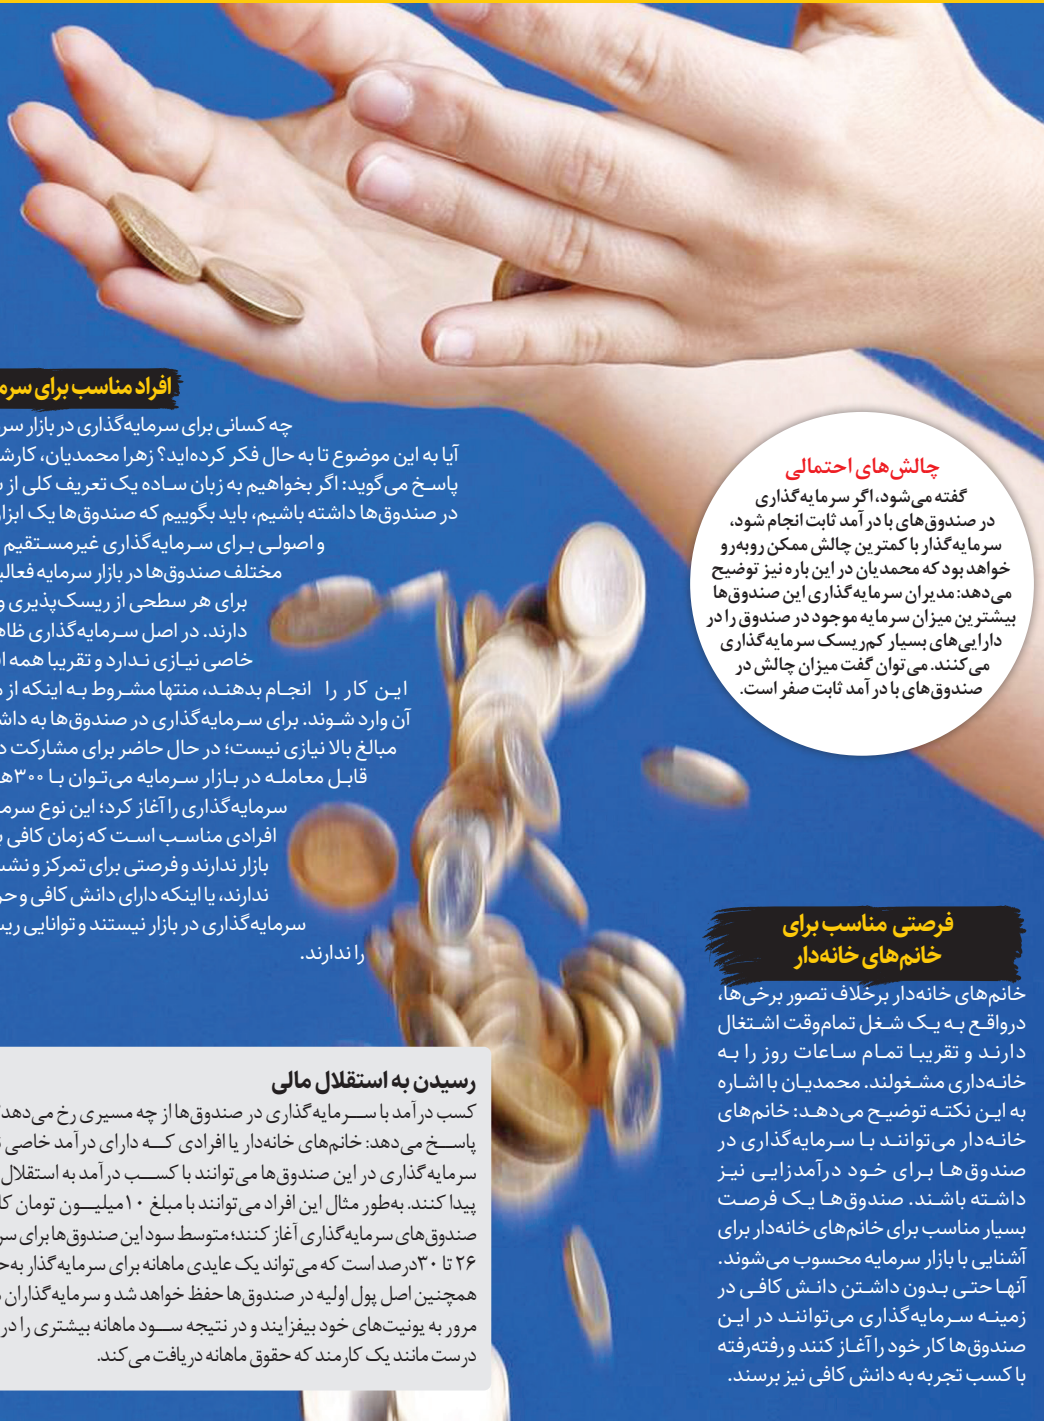 چالش‌های احتمالی
گفته می‌شود، اگر سرمایه‌گذاری
در صندوق‌های با درآمد ثابت انجام شود،
سرمایه‌گذار با کمترین چالش ممکن روبه‌رو
خواهد بود که محمدیان در این باره نیز توضیح
می‌دهد: مدیران سرمایه‌گذاری این صندوق‌ها
بیشترین میزان سرمایه موجود در صندوق را در
دارایی‌های بسیار کم‌ریسک سرمایه‌گذاری
می‌کنند. می‌توان گفت میزان چالش در
صندوق‌های با درآمد ثابت صفر است.
فرصتی مناسب برای
خانم‌های خانه‌دار
خانم‌های خانه‌دار برخلاف تصور برخی‌ها،
درواقع به یک شغل تمام‌وقت اشتغال
دارند و تقریبا تمام ساعات روز را به
خانه‌داری مشغولند. محمدیان با اشاره
به این نکته توضیح می‌دهد: خانم‌های
خانه‌دار می‌توانند با سرمایه‌گذاری در
صندوق‌ها برای خود درآمدزایی نیز
داشته باشند. صندوق‌ها یک فرصت
بسیار مناسب برای خانم‌های خانه‌دار برای
آشنایی با بازار سرمایه محسوب می‌شوند.
آنها حتی بدون داشتن دانش کافی در
زمینه سرمایه‌گذاری می‌توانند در این
صندوق‌ها کار خود را آغاز کنند و رفته‌رفته
با کسب تجربه به دانش کافی نیز برسند.
افراد مناسب برای
چه کسانی برای سرمایه‌گذاری در بازار
آیا به این موضوع تا به حال فکر کرده‌اید؟ زهرا محمدیان،
پاسخ می‌گوید: اگر بخواهیم به زبان ساده یک تعریف کلی از
در صندوق‌ها داشته باشیم، باید بگوییم که صندوق‌ها یک
و اصولی برای سرمایه‌گذاری غیرمستقیم
مختلف صندوق‌ها در بازار سرمایه
برای هر سطحی از ریسک‌پذیری و
دارند. در اصل سرمایه‌گذاری
خاصی نیازی ندارد و تقریبا همه
این کار را انجام بدهند، منتها مشروط به اینکه از
آن وارد شوند. برای سرمایه‌گذاری در صندوق‌ها به
مبالغ بالا نیازی نیست؛ در حال حاضر برای مشارکت
قابل معامله در بازار سرمایه می‌توان با ۳۰۰
سرمایه‌گذاری را آغاز کرد؛ این نوع
افرادی مناسب است که زمان کافی
بازار ندارند و فرصتی برای تمرکز و
ندارند، یا اینکه دارای دانش کافی و
سرمایه‌گذاری در بازار نیستند و توانایی
را ندارند.
رسیدن به استقلال مالی
کسب درآمد با سرمایه‌گذاری در صندوق‌ها از چه مسیری رخ می‌دهد
پاسخ می‌دهد: خانم‌های خانه‌دار یا افرادی که دارای درآمد خاصی
سرمایه‌گذاری در این صندوق‌ها می‌توانند با کسب درآمد به استقلال
پیدا کنند. به‌طور مثال این افراد می‌توانند با مبلغ ۱۰میلیون تومان
صندوق‌های سرمایه‌گذاری آغاز کنند؛ متوسط سود این صندوق‌ها برای
۲۶ تا ۳۰درصد است که می‌تواند یک عایدی ماهانه برای سرمایه‌گذار
همچنین اصل پول اولیه در صندوق‌ها حفظ خواهد شد و سرمایه‌گذاران
مرور به یونیت‌های خود بیفزایند و در نتیجه سود ماهانه بیشتری را
درست مانند یک کارمند که حقوق ماهانه دریافت می‌کند.